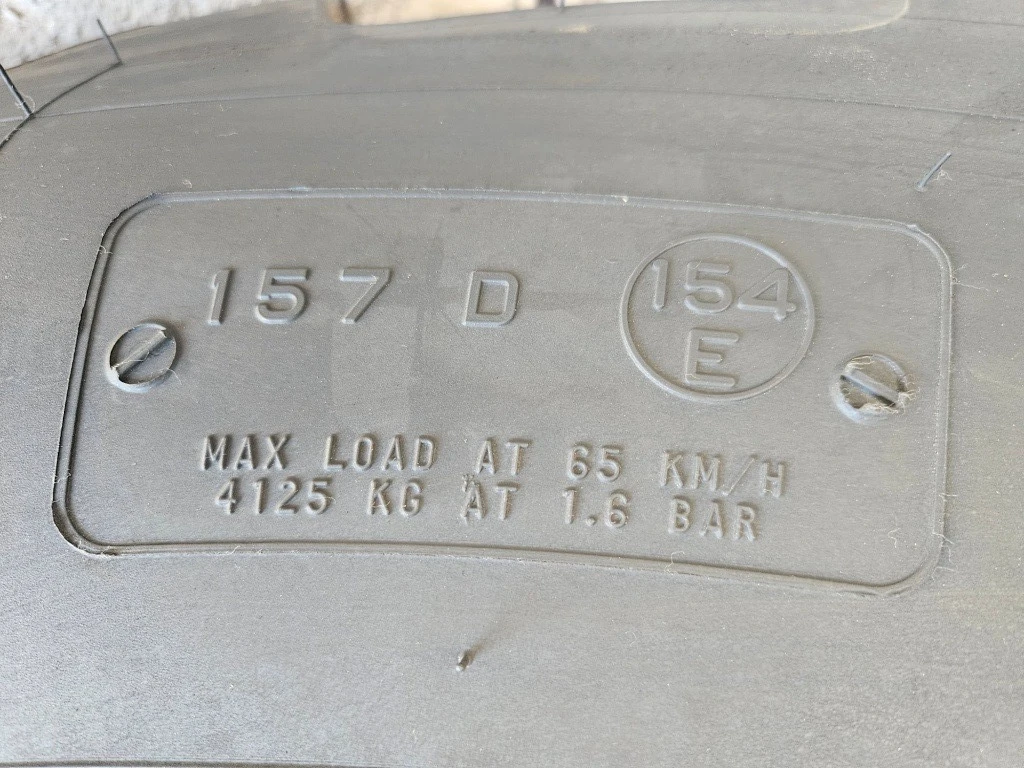 157 D
154
E
MAX LOAD AT 65 KM/H
4125 KG AT 1.6 BAR